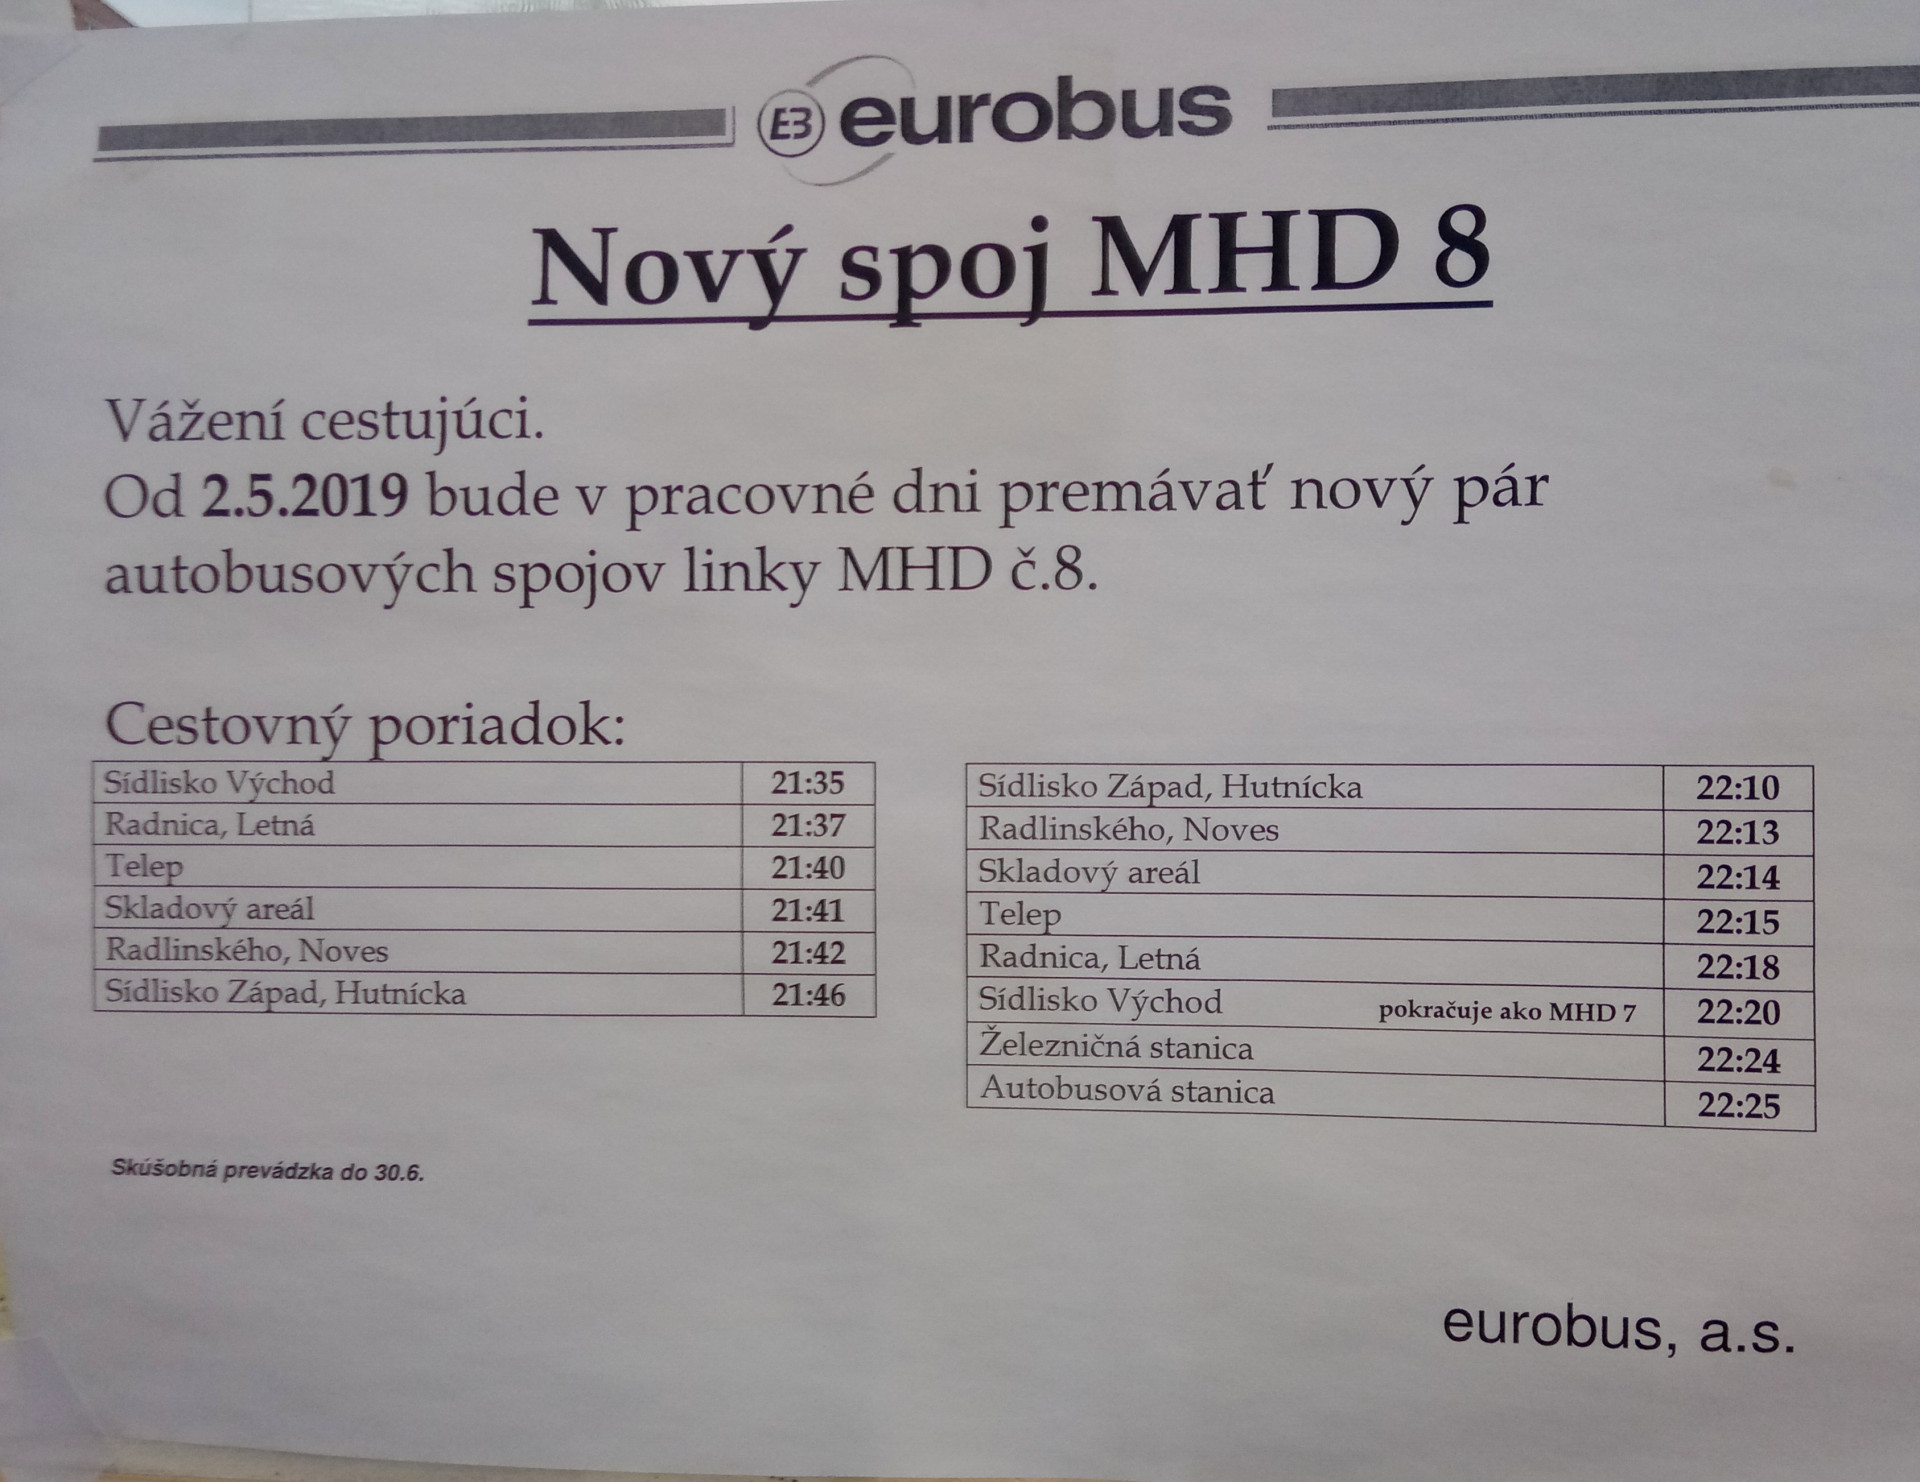 EB eurobus
Nový spoj MHD 8
Vážení cestujúci.
Od 2.5.2019 bude v pracovné dni premávať nový pár
autobusových spojov linky MHD č.8.
Cestovný poriadok:
Sídlisko Východ 21:35
Radnica, Letná 21:37
Telep 21:40
Skladový areál 21:41
Radlinského, Noves 21:42
Sídlisko Západ, Hutnícka 21:46
Sídlisko Západ, Hutnícka 22:10
Radlinského, Noves 22:13
Skladový areál 22:14
Telep 22:15
Radnica, Letná 22:18
Sídlisko Východ pokračuje ako MHD 7 22:20
Železničná stanica 22:24
Autobusová stanica 22:25
Skúšobná prevádzka do 30.6.
eurobus, a.s.